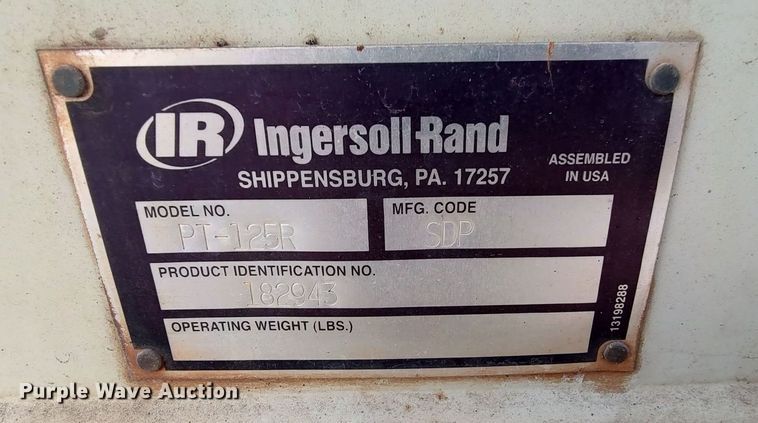 IR Ingersoll-Rand
SHIPPENSBURG, PA. 17257
ASSEMBLED
IN USA
MODEL NO.
PT-125R
MFG. CODE
SDP
PRODUCT IDENTIFICATION NO.
182943
OPERATING WEIGHT (LBS.)
13198288
Purple Wave Auction